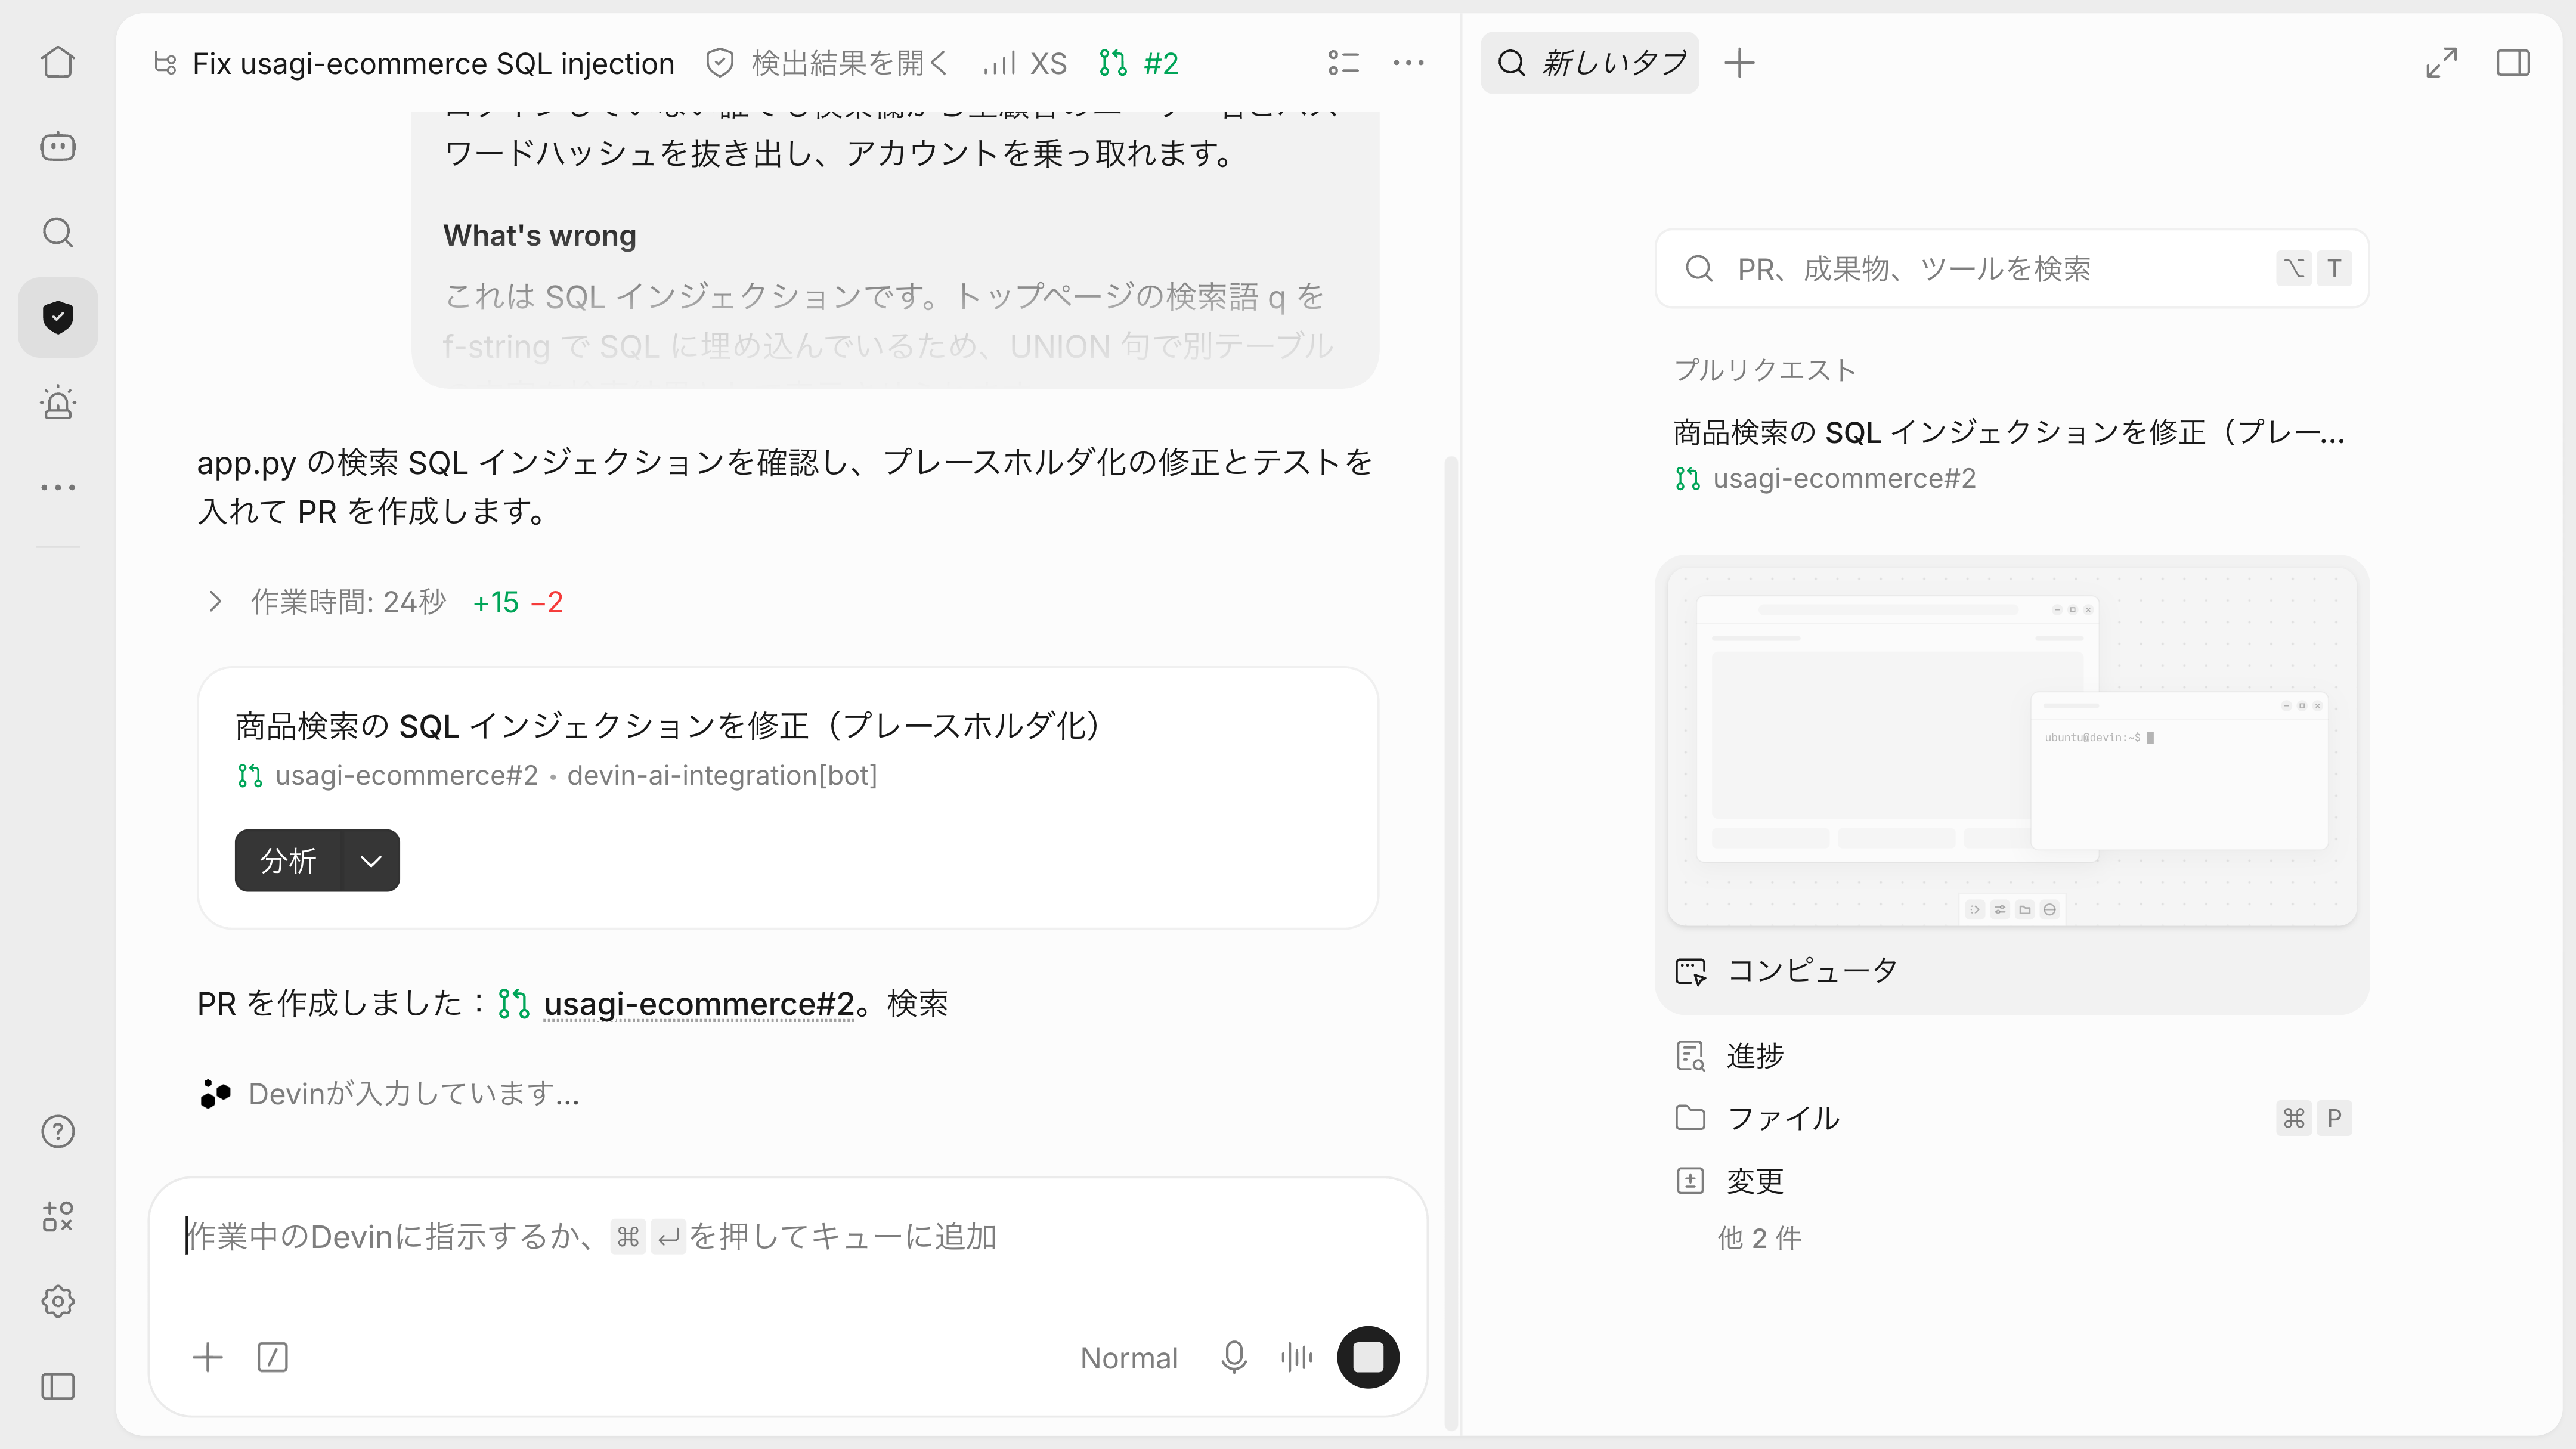 Fix usagi-ecommerce SQL injection
検出結果を開く
XS
#2
ワードハッシュを抜き出し、アカウントを乗っ取れます。
What's wrong
これは SQL インジェクションです。トップページの検索語 q を
f-string で SQL に埋め込んでいるため、UNION 句で別テーブル
app.py の検索 SQL インジェクションを確認し、プレースホルダ化の修正とテストを
入れて PR を作成します。
作業時間: 24秒 +15 −2
商品検索の SQL インジェクションを修正（プレースホルダ化）
usagi-ecommerce#2 • devin-ai-integration[bot]
分析
PR を作成しました：usagi-ecommerce#2。検索
Devinが入力しています...
作業中のDevinに指示するか、⌘ ↵ を押してキューに追加
Normal
新しいタブ
PR、成果物、ツールを検索
⌥ T
プルリクエスト
商品検索の SQL インジェクションを修正（プレー...
usagi-ecommerce#2
ubuntu@devin:~$
コンピュータ
進捗
ファイル
⌘ P
変更
他 2 件